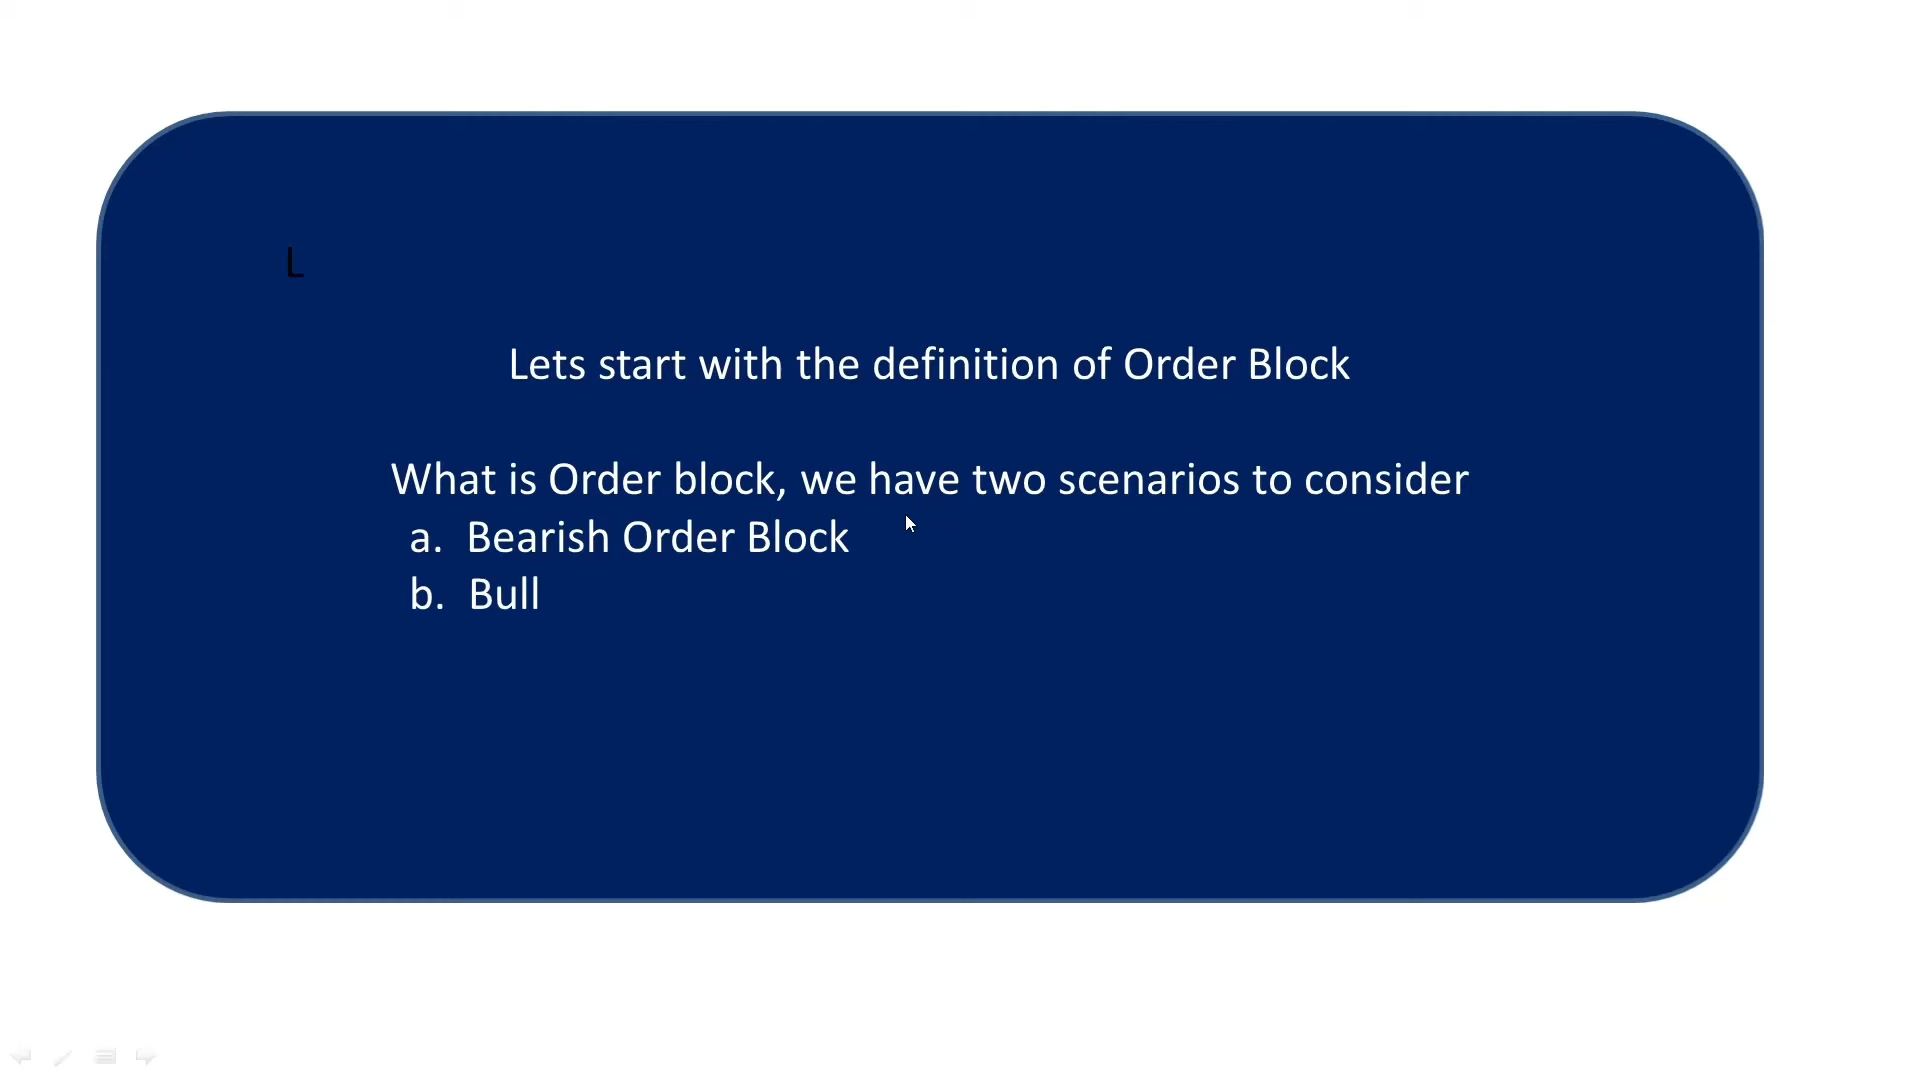 L
Lets start with the definition of Order Block
What is Order block, we have two scenarios to consider
a. Bearish Order Block
b. Bull